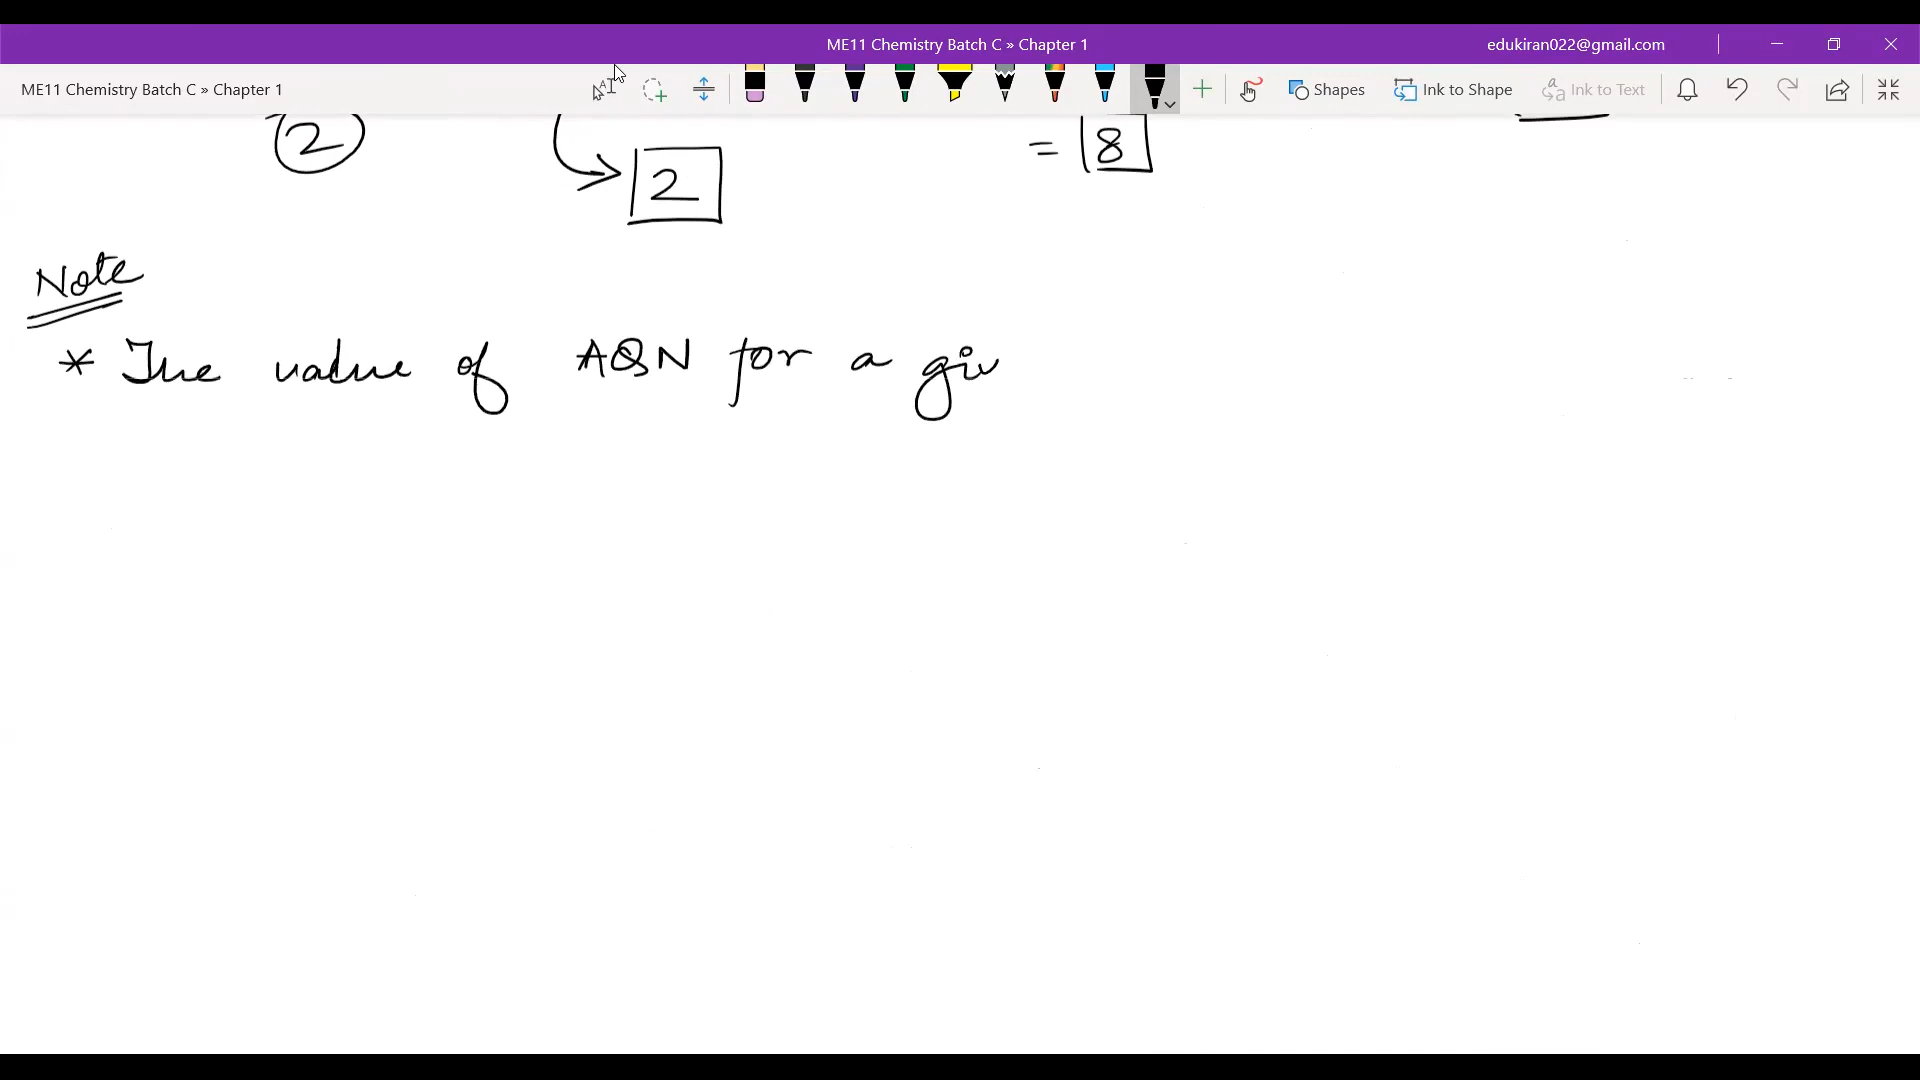 ME11 Chemistry Batch C » Chapter 1
edukiran022@gmail.com
ME11 Chemistry Batch C » Chapter 1
Shapes
Ink to Shape
Ink to Text
2
2
= 8
Note
* The value of AQN for a giv